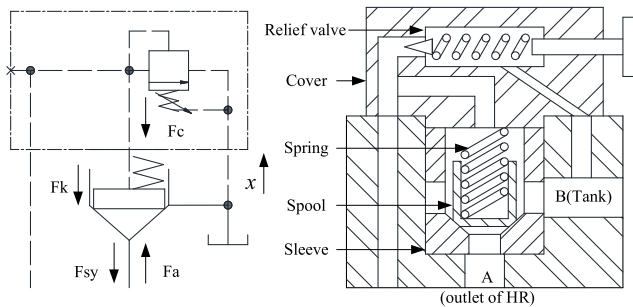 Fc
Fk
x
Fsy
Fa
Relief valve
Cover
Spring
Spool
Sleeve
B(Tank)
A
(outlet of HR)